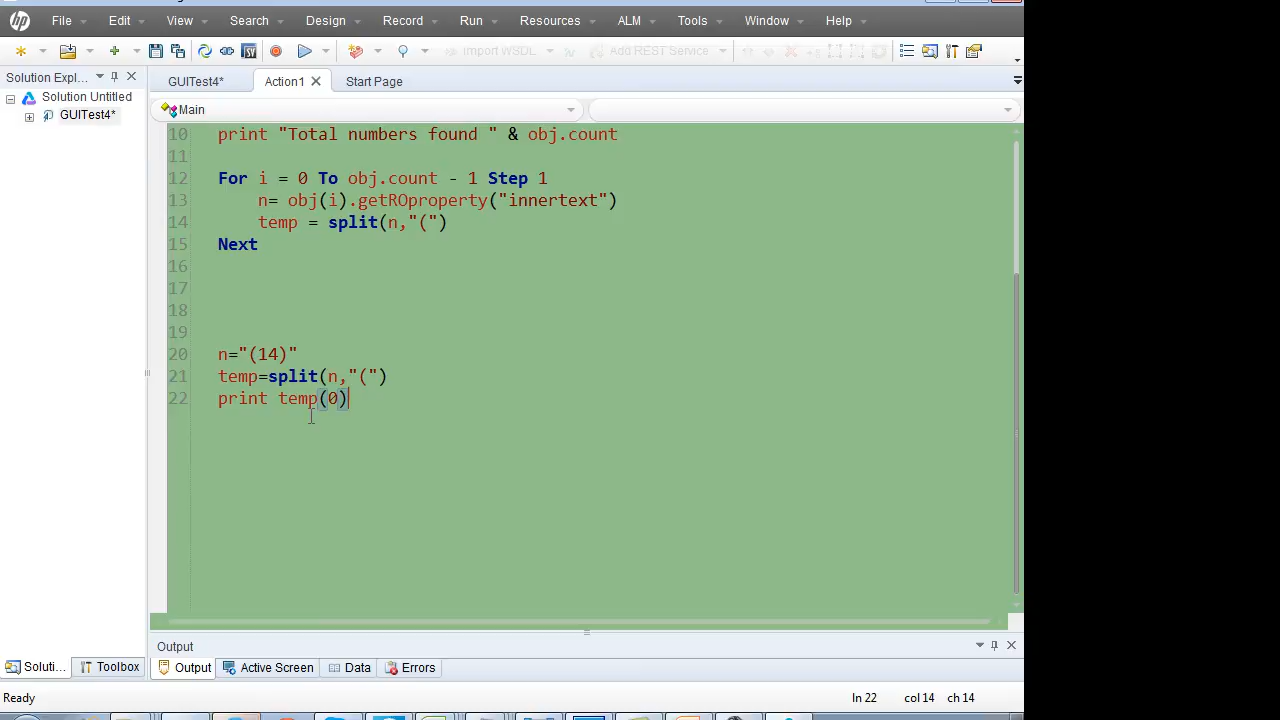 hp File Edit View Search Design Record Run Resources ALM Tools Window Help
SV Import WSDL Add REST Service
Solution Expl... GUITest4* Action1 Start Page
Solution Untitled
GUITest4*
Main
10 print "Total numbers found " & obj.count
11
12 For i = 0 To obj.count - 1 Step 1
13 n= obj(i).getROproperty("innertext")
14 temp = split(n,"(")
15 Next
16
17
18
19
20 n="(14)"
21 temp=split(n,"(")
22 print temp(0)
Output
Soluti... Toolbox Output Active Screen Data Errors
Ready ln 22 col 14 ch 14